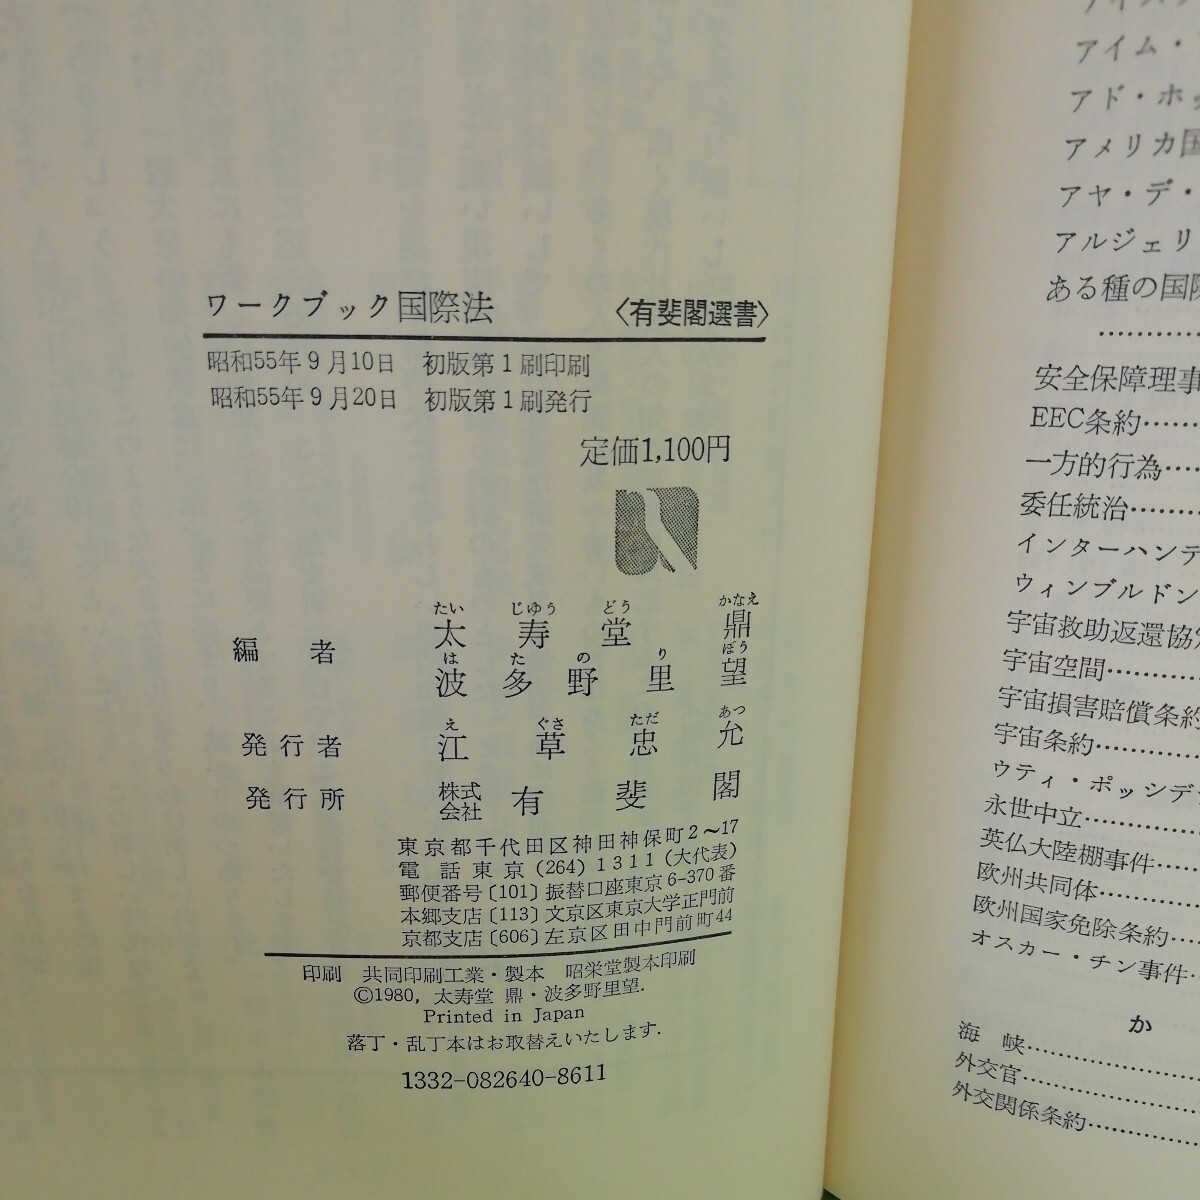 ワークブック国際法 〈有斐閣選書〉
昭和55年9月10日 初版第1刷印刷
昭和55年9月20日 初版第1刷発行
定価1,100円
たい じゅう どう かなえ
編者 太寿堂 鼎
は た の り ぼう
波多野里望
え ぐさ ただ あつ
発行者 江草忠允
発行所 株式会社 有斐閣
東京都千代田区神田神保町2〜17
電話東京(264)1311(大代表)
郵便番号〔101〕振替口座東京6-370番
本郷支店〔113〕文京区東京大学正門前
京都支店〔606〕左京区田中門前町44
印刷 共同印刷工業・製本 昭栄堂製本印刷
©1980, 太寿堂 鼎・波多野里望.
Printed in Japan
落丁・乱丁本はお取替えいたします.
1332-082640-8611
アイム・
アド・ホ
アメリカ国
アヤ・デ・
アルジェリ
ある種の国際
安全保障理事
EEC条約……
一方的行為……
委任統治……
インターハンデ
ウィンブルドン
宇宙救助返還協定
宇宙空間……
宇宙損害賠償条約
宇宙条約……
ウティ・ポッシデ
永世中立……
英仏大陸棚事件……
欧州共同体……
欧州国家免除条約……
オスカー・チン事件……
か
海峡……
外交官……
外交関係条約……